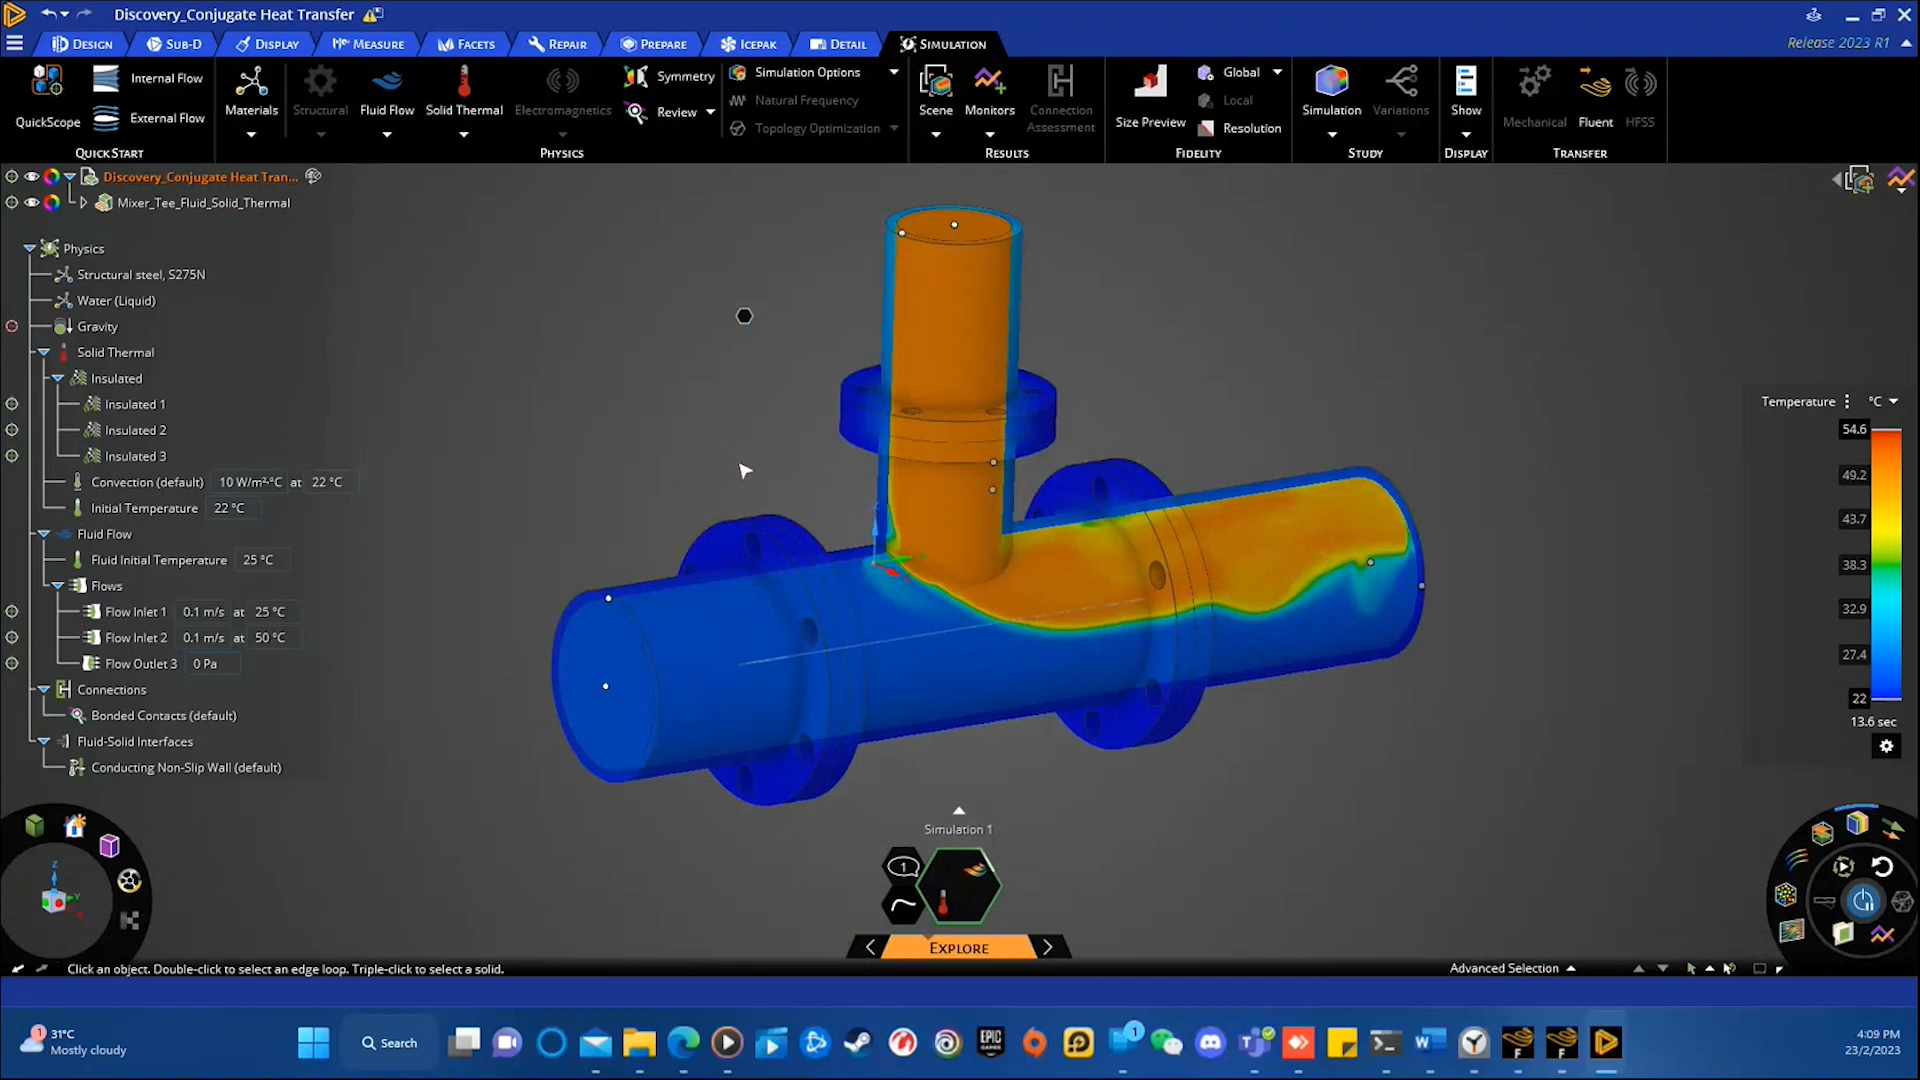 Discovery_Conjugate Heat Transfer
DESIGN
SUB-D
DISPLAY
MEASURE
FACETS
REPAIR
PREPARE
ICEPAK
DETAIL
SIMULATION
Release 2023 R1
QuickScope
Internal Flow
External Flow
QUICKSTART
Materials
Structural
Fluid Flow
Solid Thermal
Electromagnetics
Symmetry
Review
PHYSICS
Simulation Options
Natural Frequency
Topology Optimization
Scene
Monitors
Connection
Assessment
RESULTS
Size Preview
Global
Local
Resolution
FIDELITY
Simulation
Variations
STUDY
Show
DISPLAY
Mechanical
Fluent
HFSS
TRANSFER
Discovery_Conjugate Heat Tran...
Mixer_Tee_Fluid_Solid_Thermal
Physics
Structural steel, S275N
Water (Liquid)
Gravity
Solid Thermal
Insulated
Insulated 1
Insulated 2
Insulated 3
Convection (default) 10 W/m²·°C at 22 °C
Initial Temperature 22 °C
Fluid Flow
Fluid Initial Temperature 25 °C
Flows
Flow Inlet 1 0.1 m/s at 25 °C
Flow Inlet 2 0.1 m/s at 50 °C
Flow Outlet 3 0 Pa
Connections
Bonded Contacts (default)
Fluid-Solid Interfaces
Conducting Non-Slip Wall (default)
Temperature °C
54.6
49.2
43.7
38.3
32.9
27.4
22
13.6 sec
Z
Simulation 1
1
EXPLORE
Click an object. Double-click to select an edge loop. Triple-click to select a solid.
Advanced Selection
1
31°C
Mostly cloudy
Search
EPIC
GAMES
1
W
F
F
4:09 PM
23/2/2023